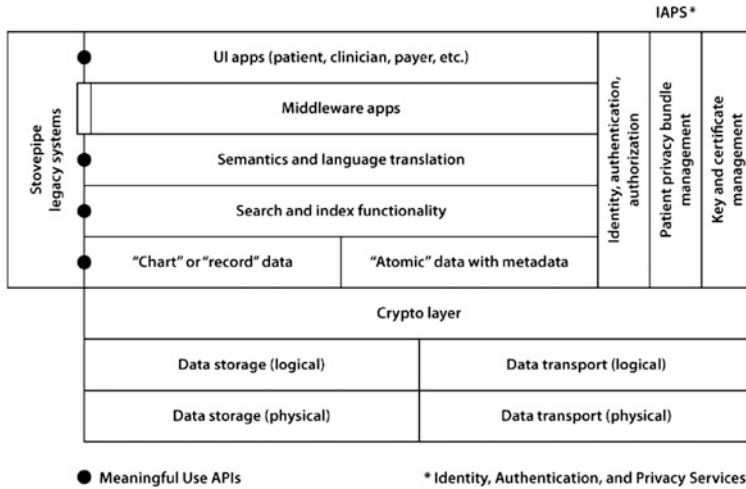 IAPS*
Stovepipe
legacy systems
UI apps (patient, clinician, payer, etc.)
Middleware apps
Semantics and language translation
Search and index functionality
“Chart” or “record” data
“Atomic” data with metadata
Identity, authentication,
authorization
Patient privacy bundle
management
Key and certificate
management
Crypto layer
Data storage (logical)
Data transport (logical)
Data storage (physical)
Data transport (physical)
Meaningful Use APIs
* Identity, Authentication, and Privacy Services